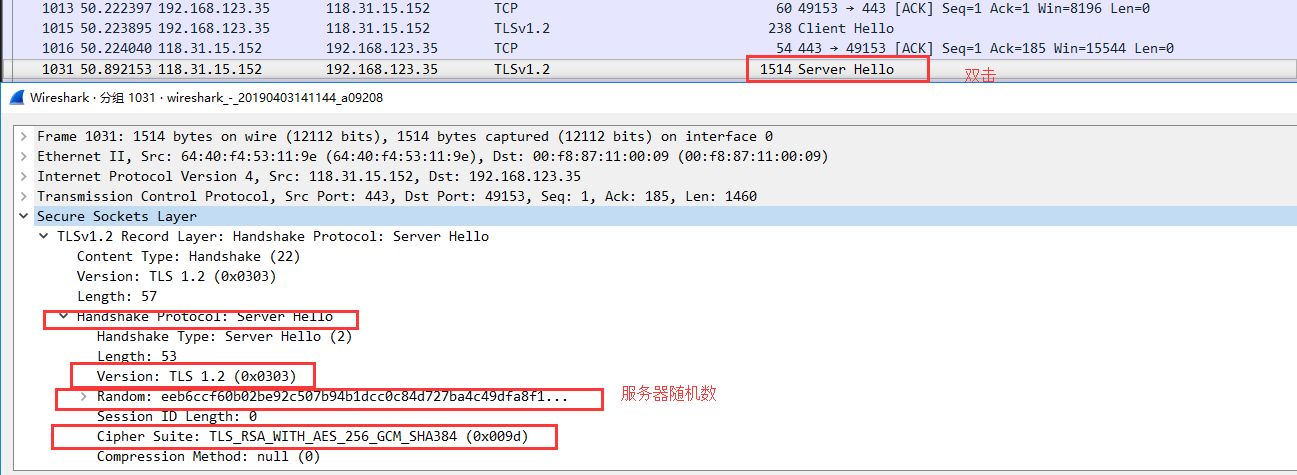 1013 50.222397 192.168.123.35 118.31.15.152 TCP 60 49153 → 443 [ACK] Seq=1 Ack=1 Win=8196 Len=0
1015 50.223895 192.168.123.35 118.31.15.152 TLSv1.2 238 Client Hello
1016 50.224040 118.31.15.152 192.168.123.35 TCP 54 443 → 49153 [ACK] Seq=1 Ack=185 Win=15544 Len=0
1031 50.892153 118.31.15.152 192.168.123.35 TLSv1.2 1514 Server Hello 双击
Wireshark · 分组 1031 · wireshark_-_20190403141144_a09208
Frame 1031: 1514 bytes on wire (12112 bits), 1514 bytes captured (12112 bits) on interface 0
Ethernet II, Src: 64:40:f4:53:11:9e (64:40:f4:53:11:9e), Dst: 00:f8:87:11:00:09 (00:f8:87:11:00:09)
Internet Protocol Version 4, Src: 118.31.15.152, Dst: 192.168.123.35
Transmission Control Protocol, Src Port: 443, Dst Port: 49153, Seq: 1, Ack: 185, Len: 1460
Secure Sockets Layer
TLSv1.2 Record Layer: Handshake Protocol: Server Hello
Content Type: Handshake (22)
Version: TLS 1.2 (0x0303)
Length: 57
Handshake Protocol: Server Hello
Handshake Type: Server Hello (2)
Length: 53
Version: TLS 1.2 (0x0303)
Random: eeb6ccf60b02be92c507b94b1dcc0c84d727ba4c49dfa8f1... 服务器随机数
Session ID Length: 0
Cipher Suite: TLS_RSA_WITH_AES_256_GCM_SHA384 (0x009d)
Compression Method: null (0)